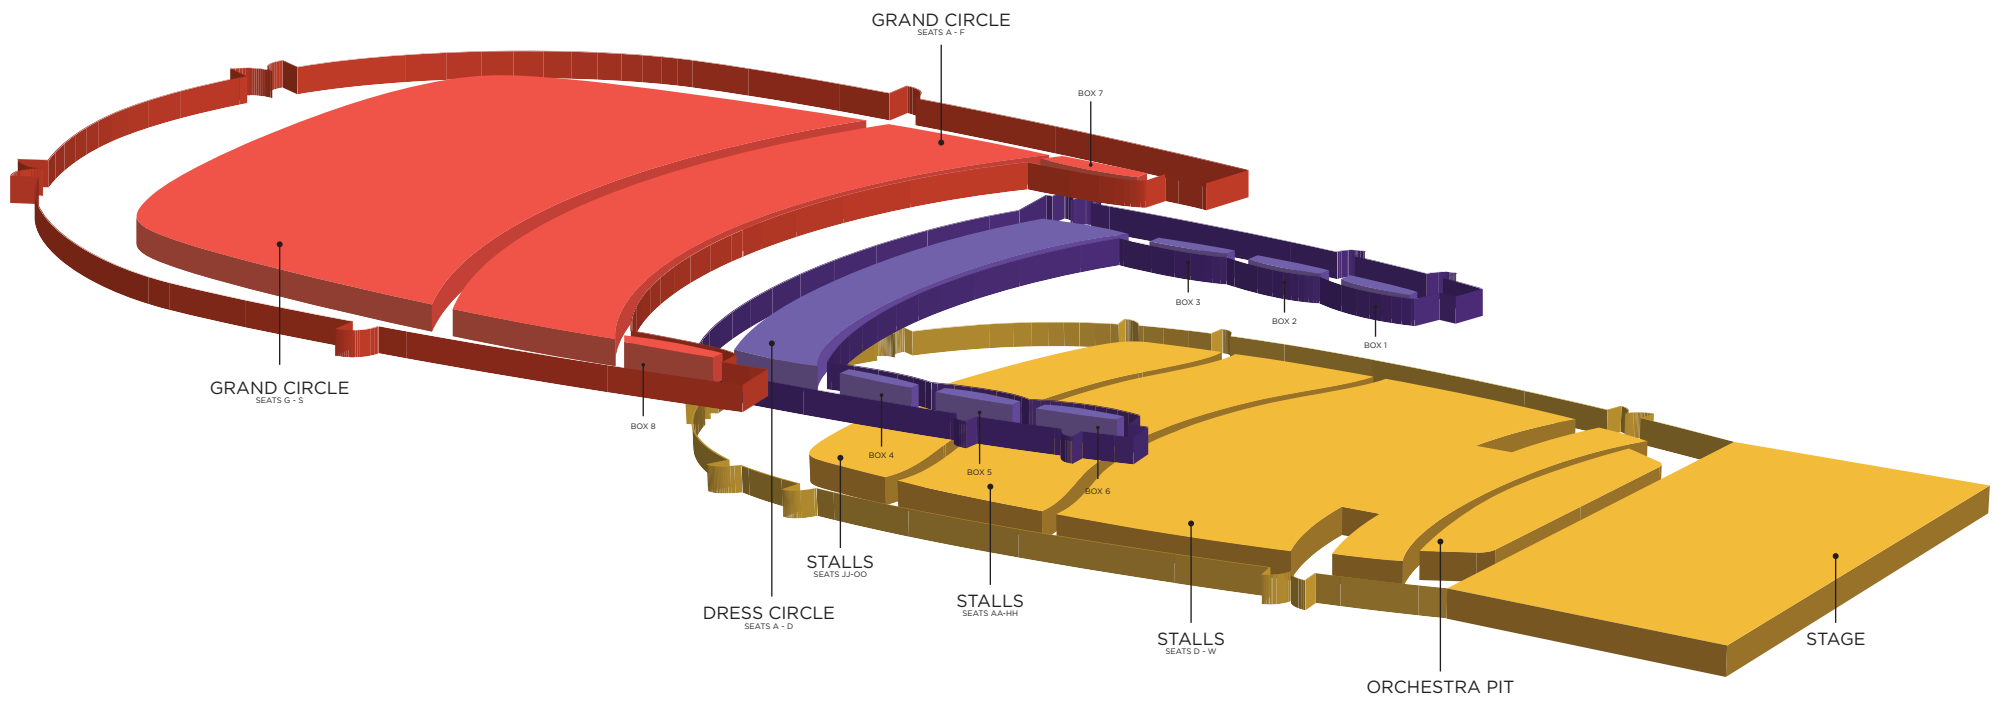 GRAND CIRCLE
SEATS A - F
BOX 7
BOX 3
BOX 2
BOX 1
GRAND CIRCLE
SEATS G - S
BOX 8
BOX 4
BOX 5
BOX 6
STALLS
SEATS JJ-OO
DRESS CIRCLE
SEATS A - D
STALLS
SEATS AA-HH
STALLS
SEATS D - W
STAGE
ORCHESTRA PIT